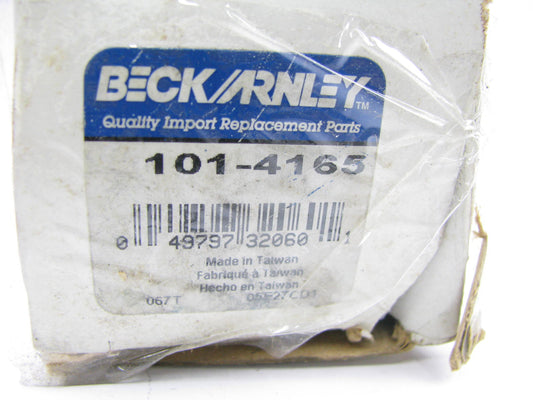 BECK/ARNLEY TM
Quality Import Replacement Parts
101-4165
0 49797 32060 1
Made in Taiwan
Fabriqué à Taiwan
Hecho en Taiwan
067T